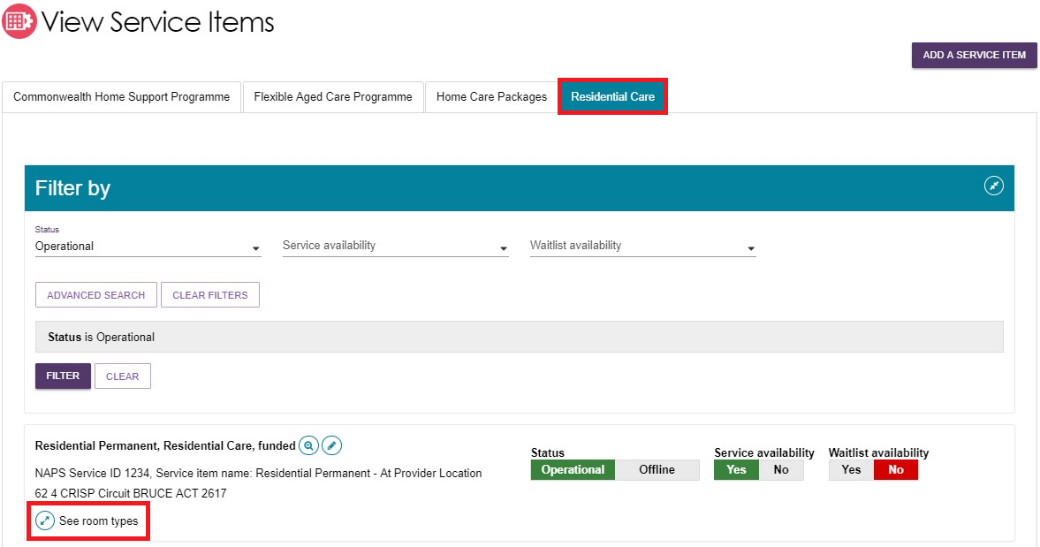 View Service Items
ADD A SERVICE ITEM
Commonwealth Home Support Programme Flexible Aged Care Programme Home Care Packages Residential Care
Filter by
Status
Operational Service availability Waitlist availability
ADVANCED SEARCH CLEAR FILTERS
Status is Operational
FILTER CLEAR
Residential Permanent, Residential Care, funded
NAPS Service ID 1234, Service item name: Residential Permanent - At Provider Location
62 4 CRISP Circuit BRUCE ACT 2617
See room types
Status Service availability Waitlist availability
Operational Offline Yes No Yes No